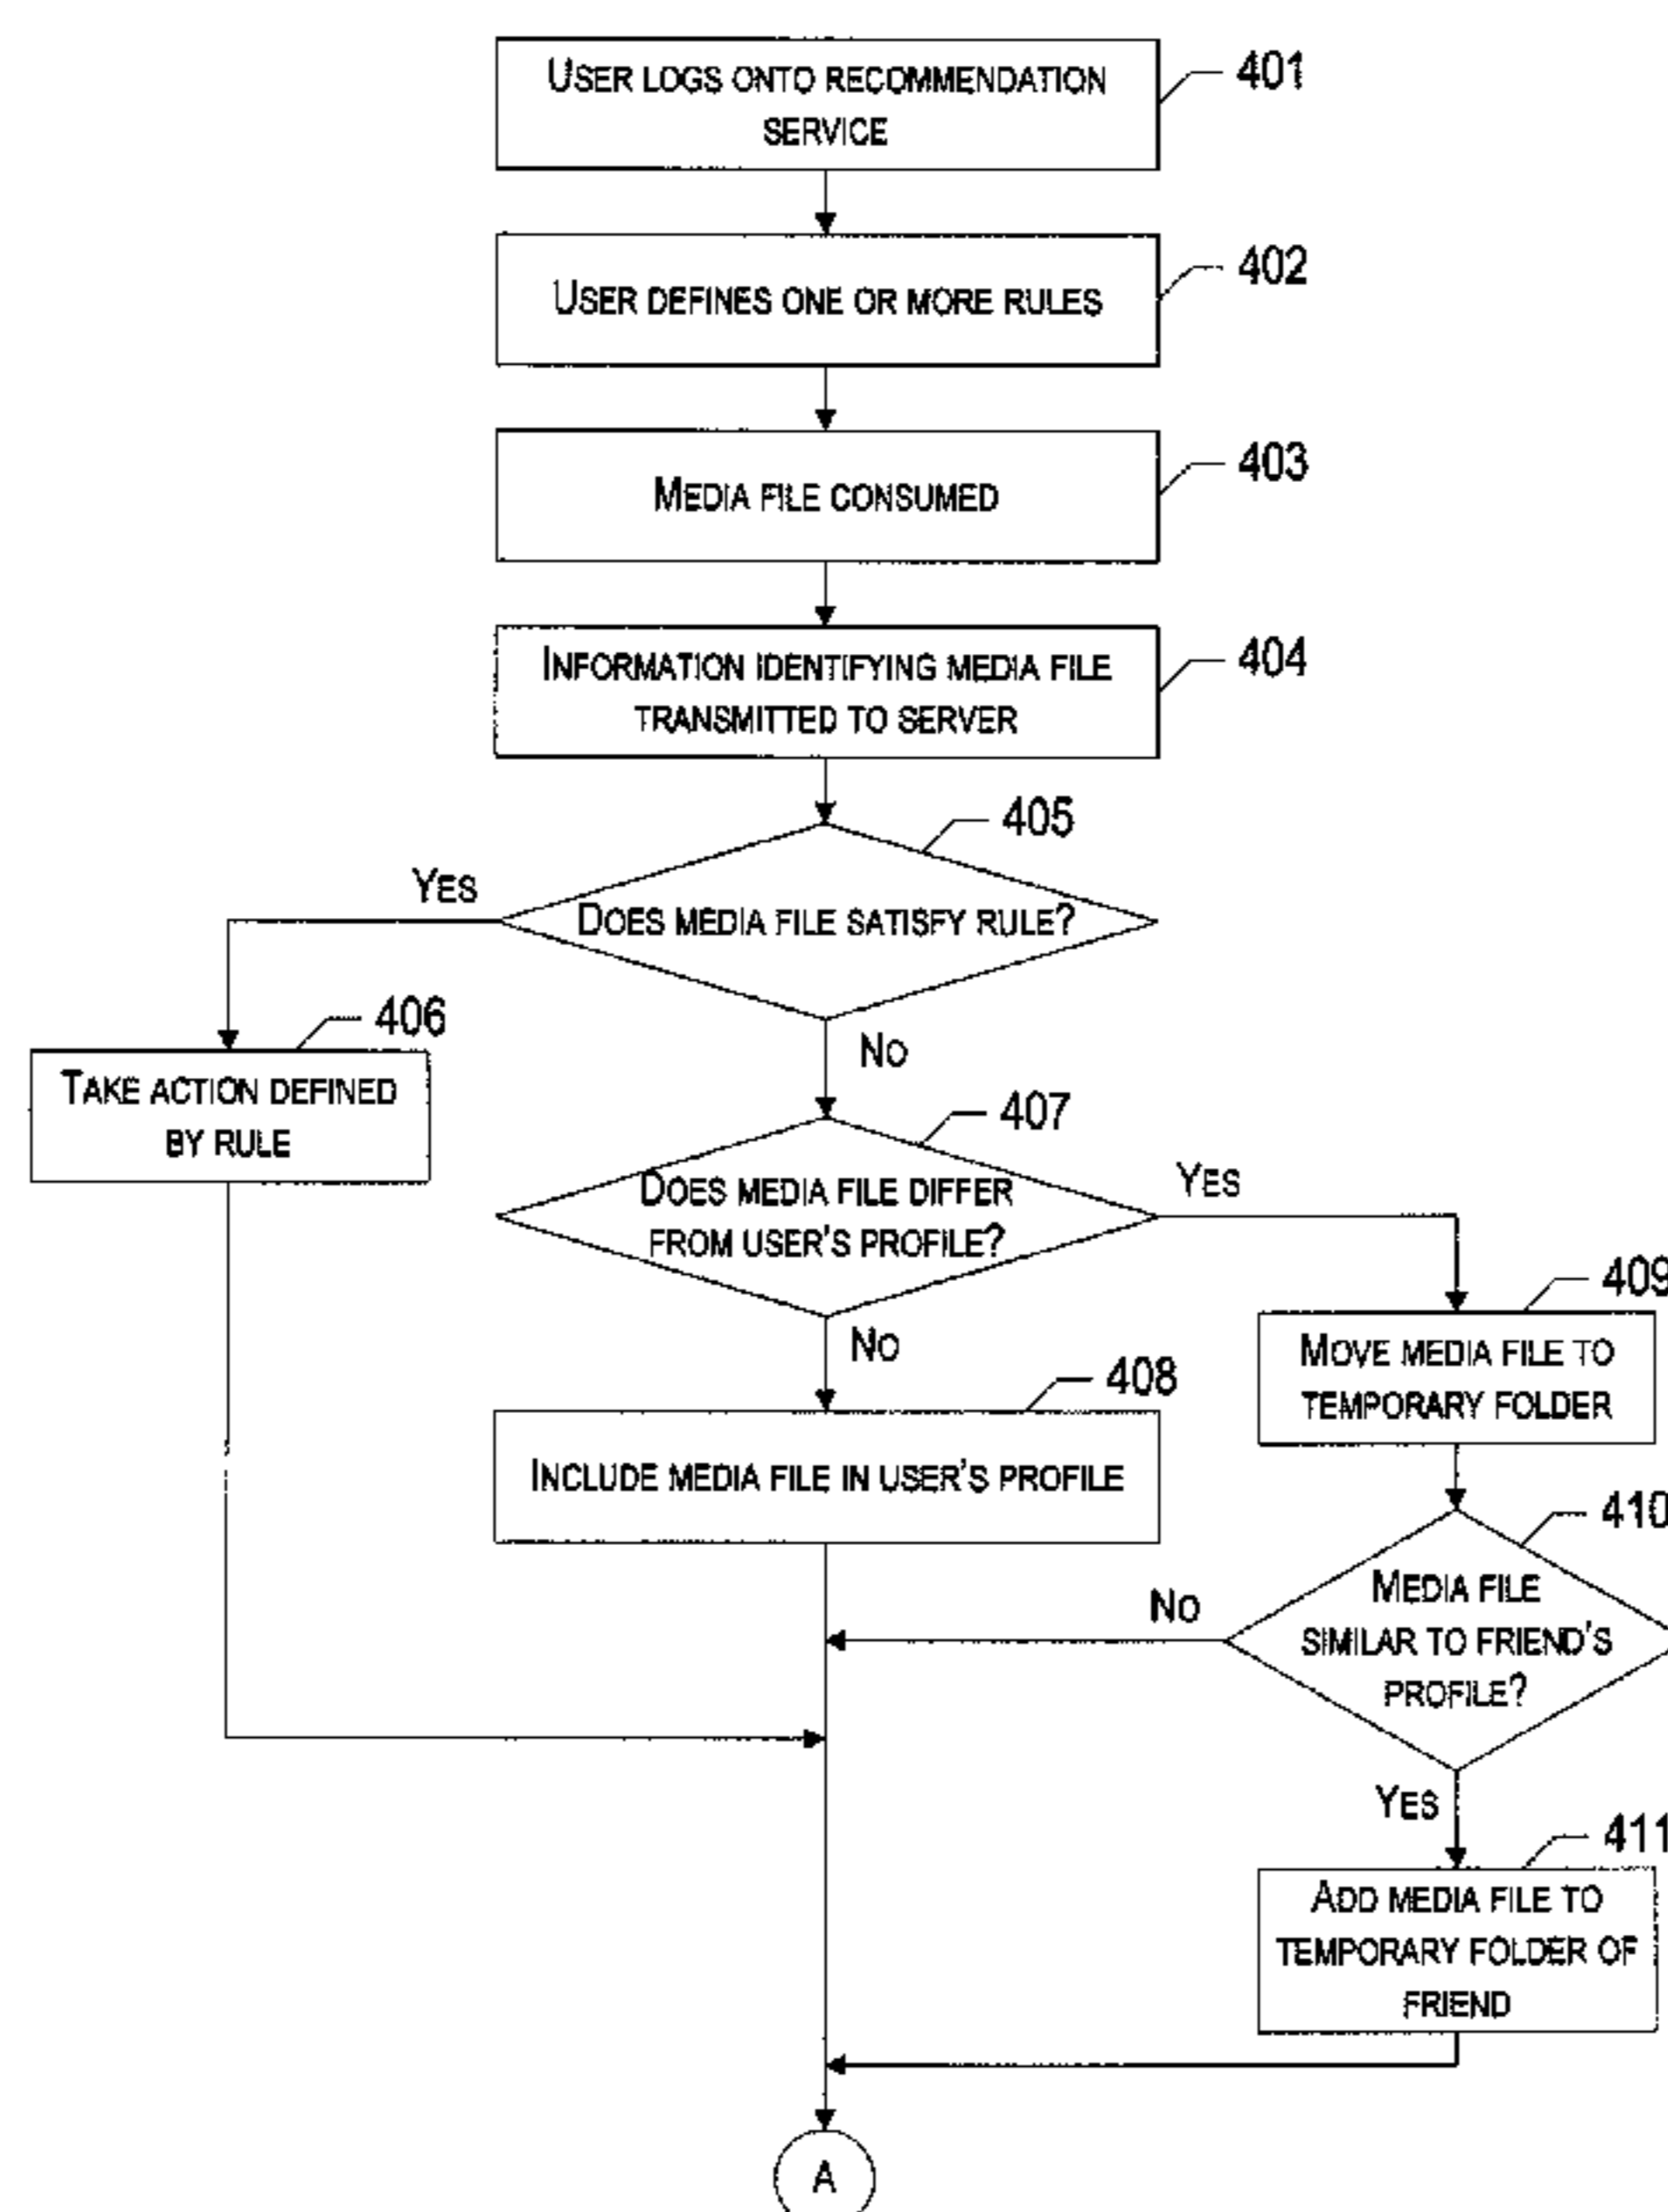 USER LOGS ONTO RECOMMENDATION
SERVICE
401
USER DEFINES ONE OR MORE RULES
402
MEDIA FILE CONSUMED
403
INFORMATION IDENTIFYING MEDIA FILE
TRANSMITTED TO SERVER
404
405
DOES MEDIA FILE SATISFY RULE?
YES
NO
406
TAKE ACTION DEFINED
BY RULE
407
DOES MEDIA FILE DIFFER
FROM USER'S PROFILE?
YES
NO
408
INCLUDE MEDIA FILE IN USER'S PROFILE
409
MOVE MEDIA FILE TO
TEMPORARY FOLDER
410
MEDIA FILE
SIMILAR TO FRIEND'S
PROFILE?
NO
YES
411
ADD MEDIA FILE TO
TEMPORARY FOLDER OF
FRIEND
A